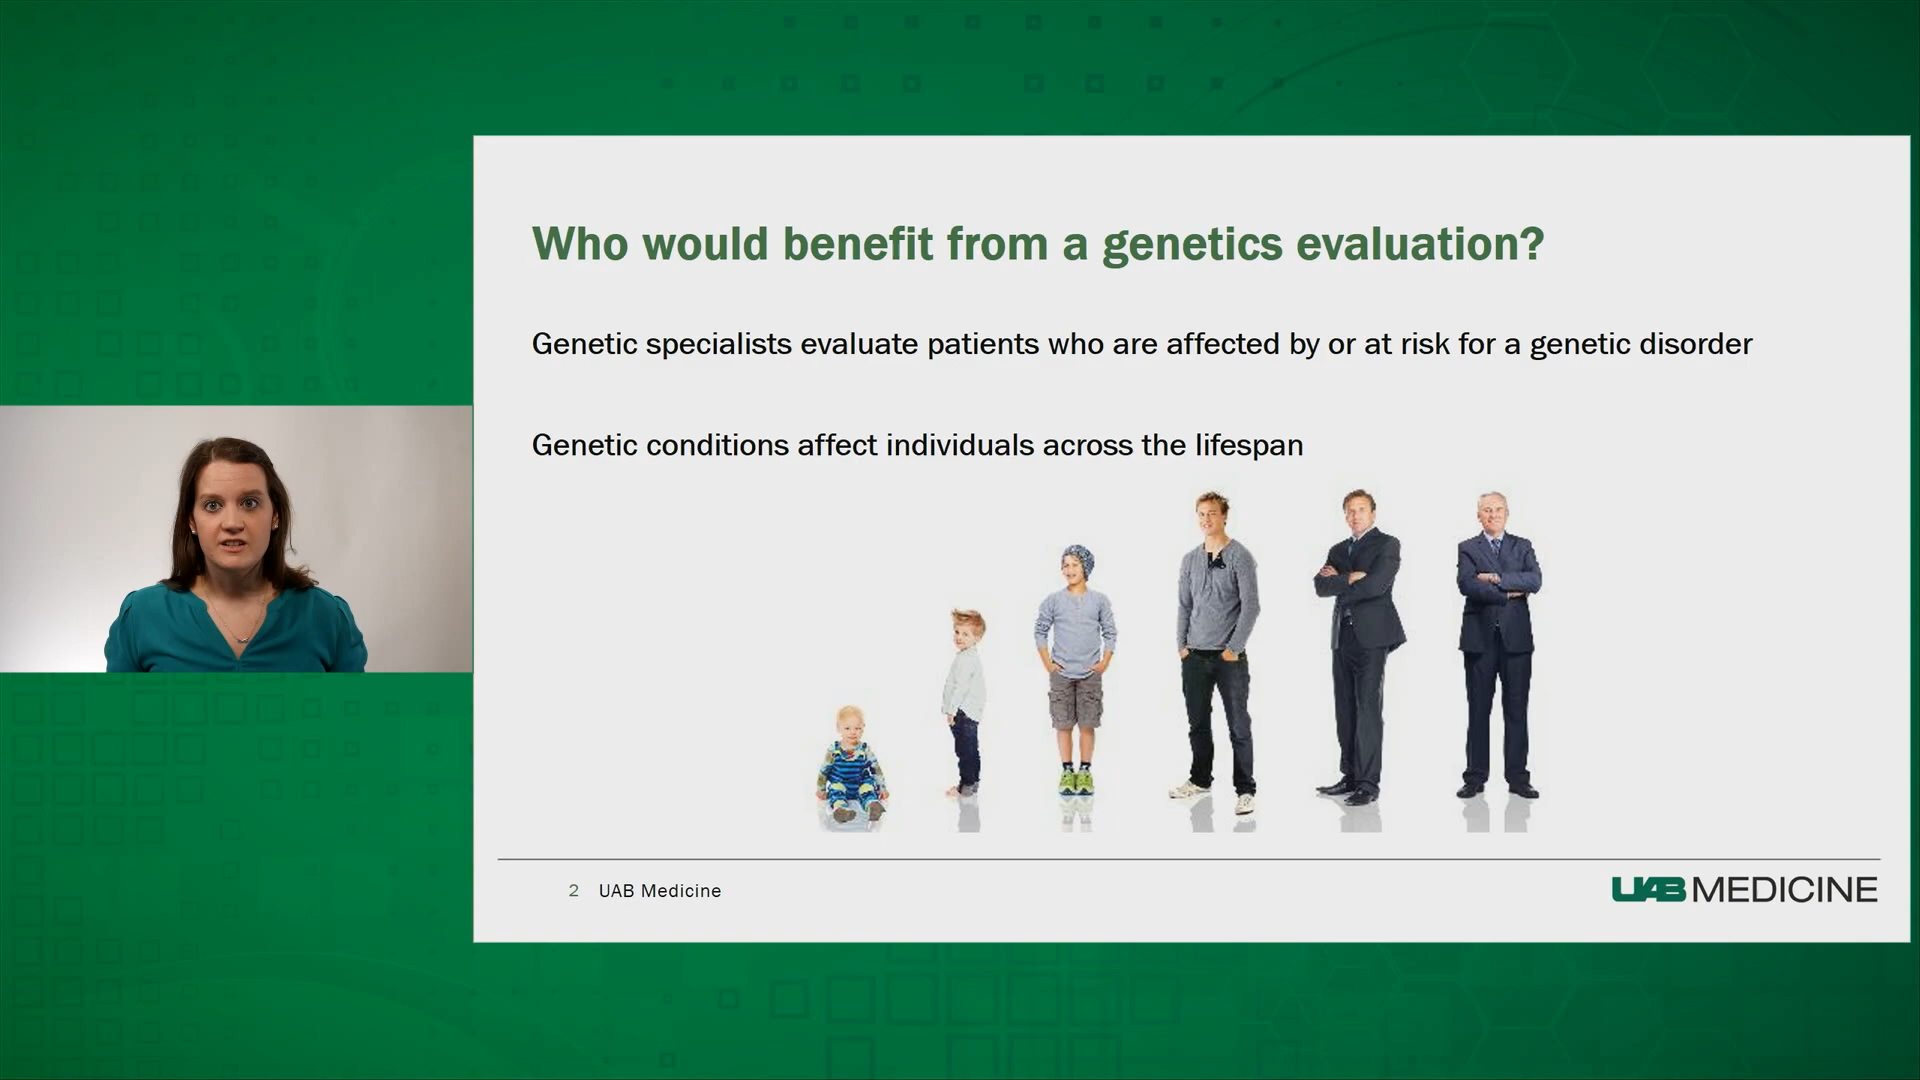 Who would benefit from a genetics evaluation?
Genetic specialists evaluate patients who are affected by or at risk for a genetic disorder
Genetic conditions affect individuals across the lifespan
2 UAB Medicine
UAB MEDICINE